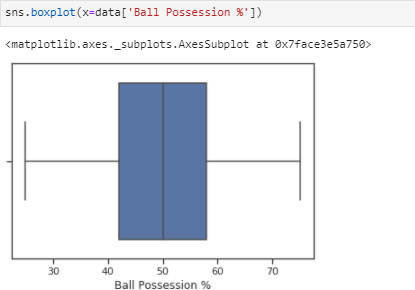 sns.boxplot(x=data['Ball Possession %'])
<matplotlib.axes._subplots.AxesSubplot at 0x7face3e5a750>
30 40 50 60 70
Ball Possession %